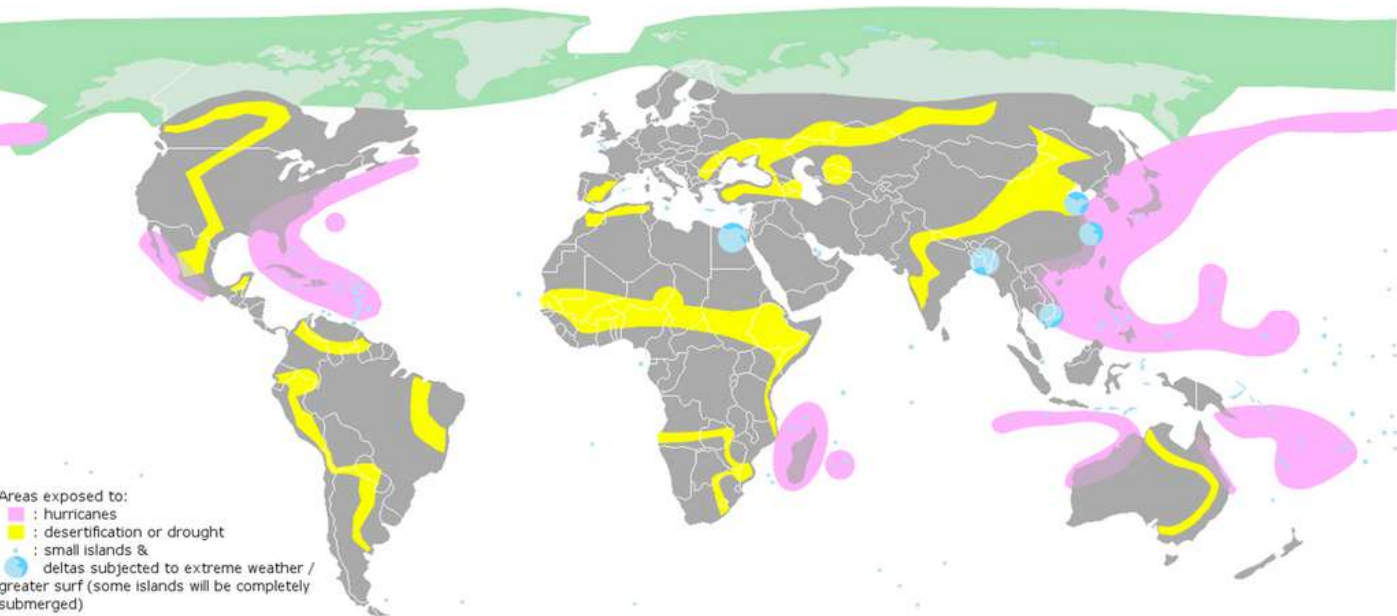 Areas exposed to:
: hurricanes
: desertification or drought
: small islands &
deltas subjected to extreme weather /
greater surf (some islands will be completely
submerged)